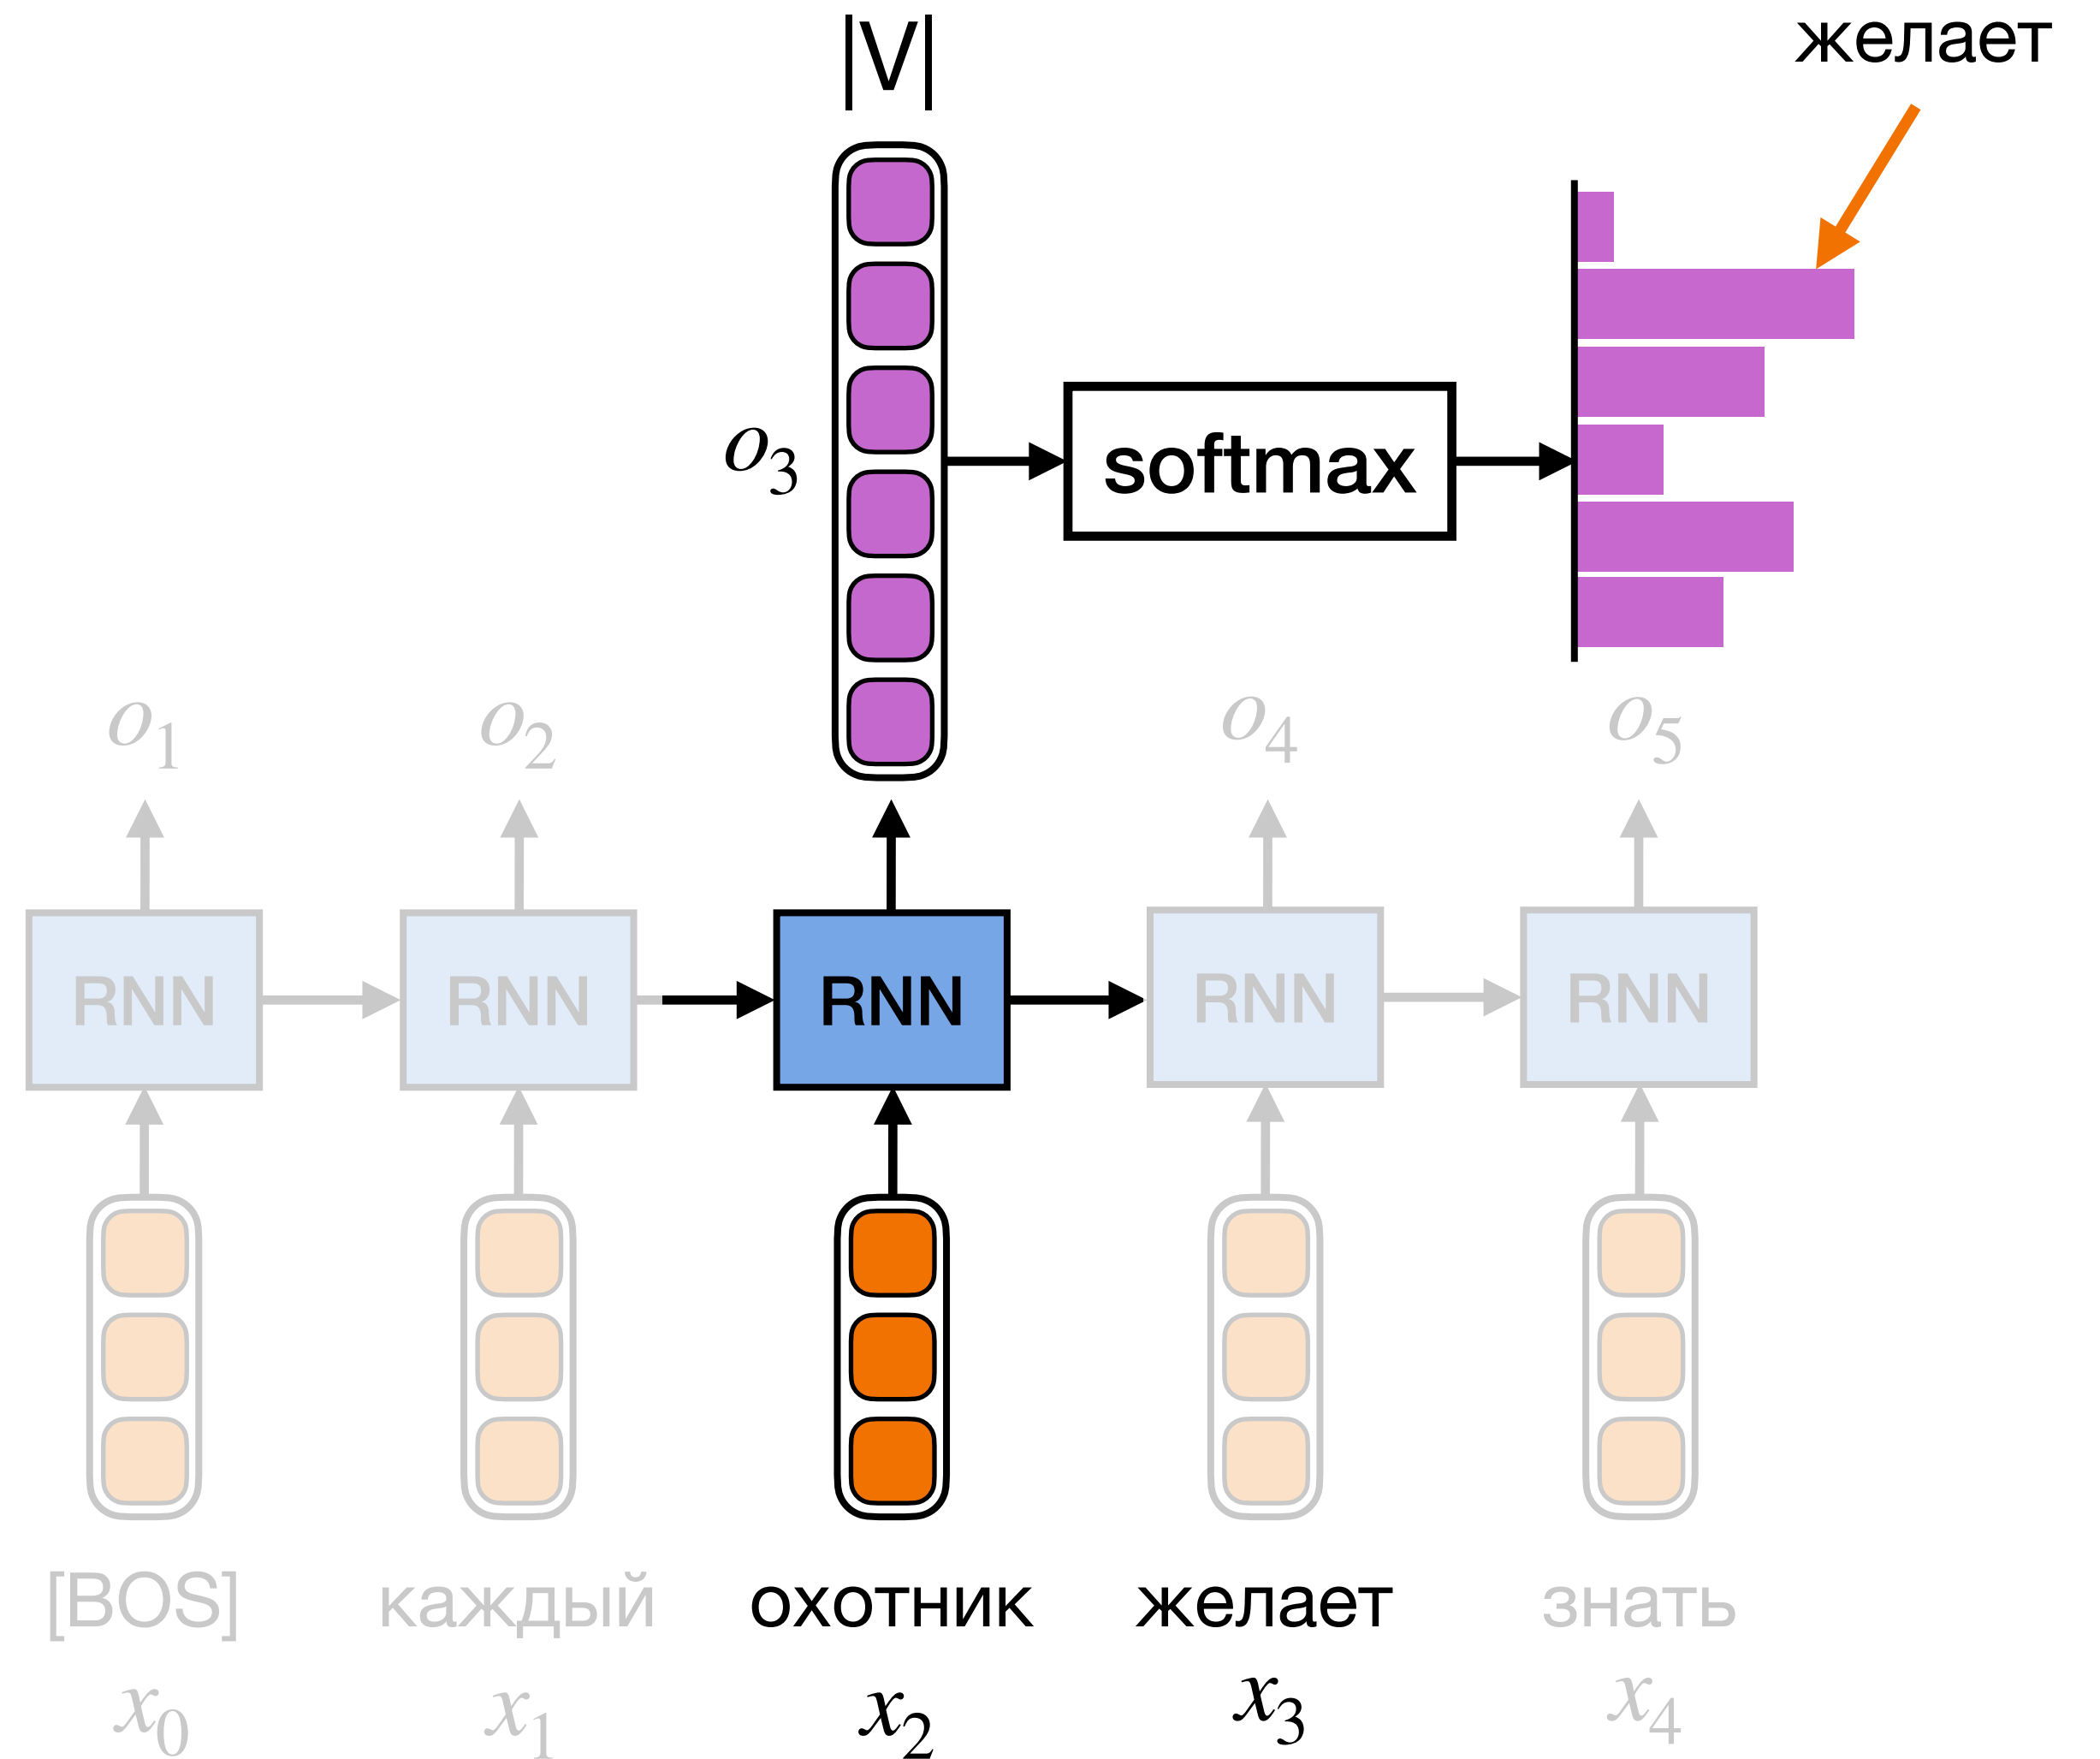 |V| желает
o3 softmax
o1 o2 o4 o5
RNN RNN RNN RNN RNN
[BOS] каждый охотник желает знать
x0 x1 x2 x3 x4